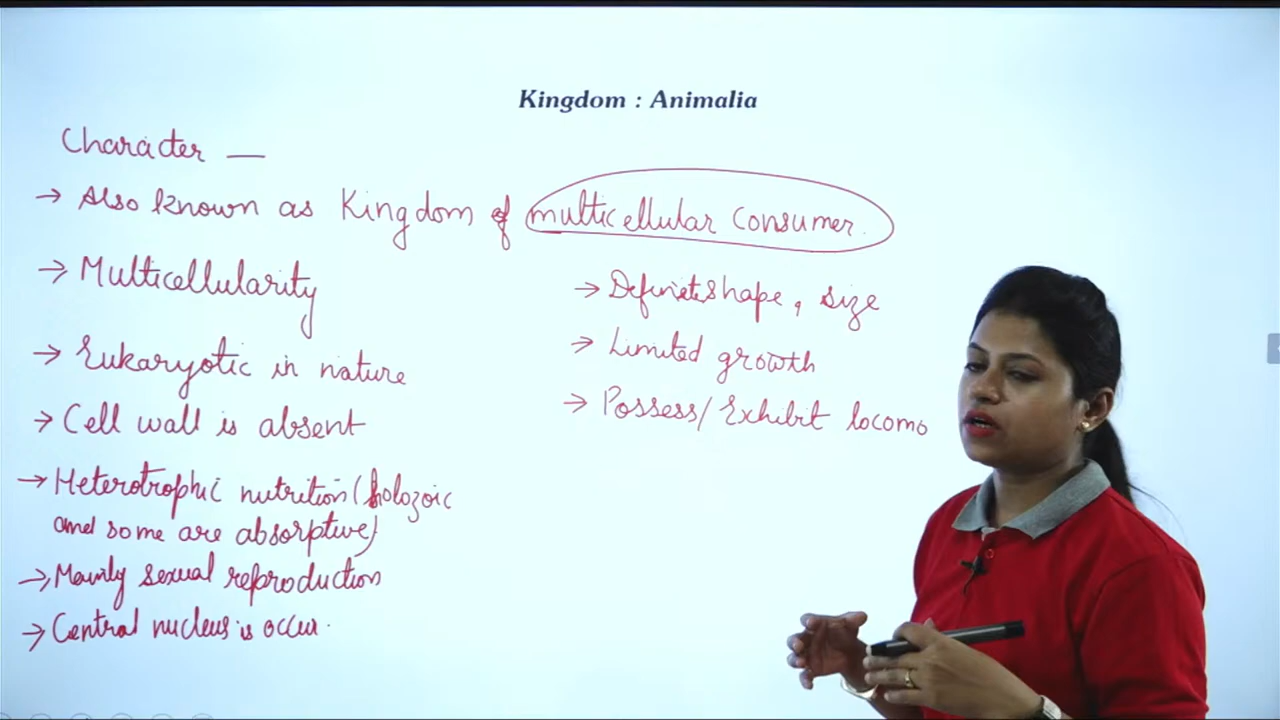 Kingdom : Animalia
Character —
→ Also known as Kingdom of multicellular consumer.
→ Multicellularity
→ Eukaryotic in nature
→ Cell wall is absent
→ Heterotrophic nutrition (holozoic
and some are absorptive)
→ Mainly sexual reproduction
→ Central nucleus is occur.
→ Definite shape, size
→ Limited growth
→ Possess/Exhibit locomo